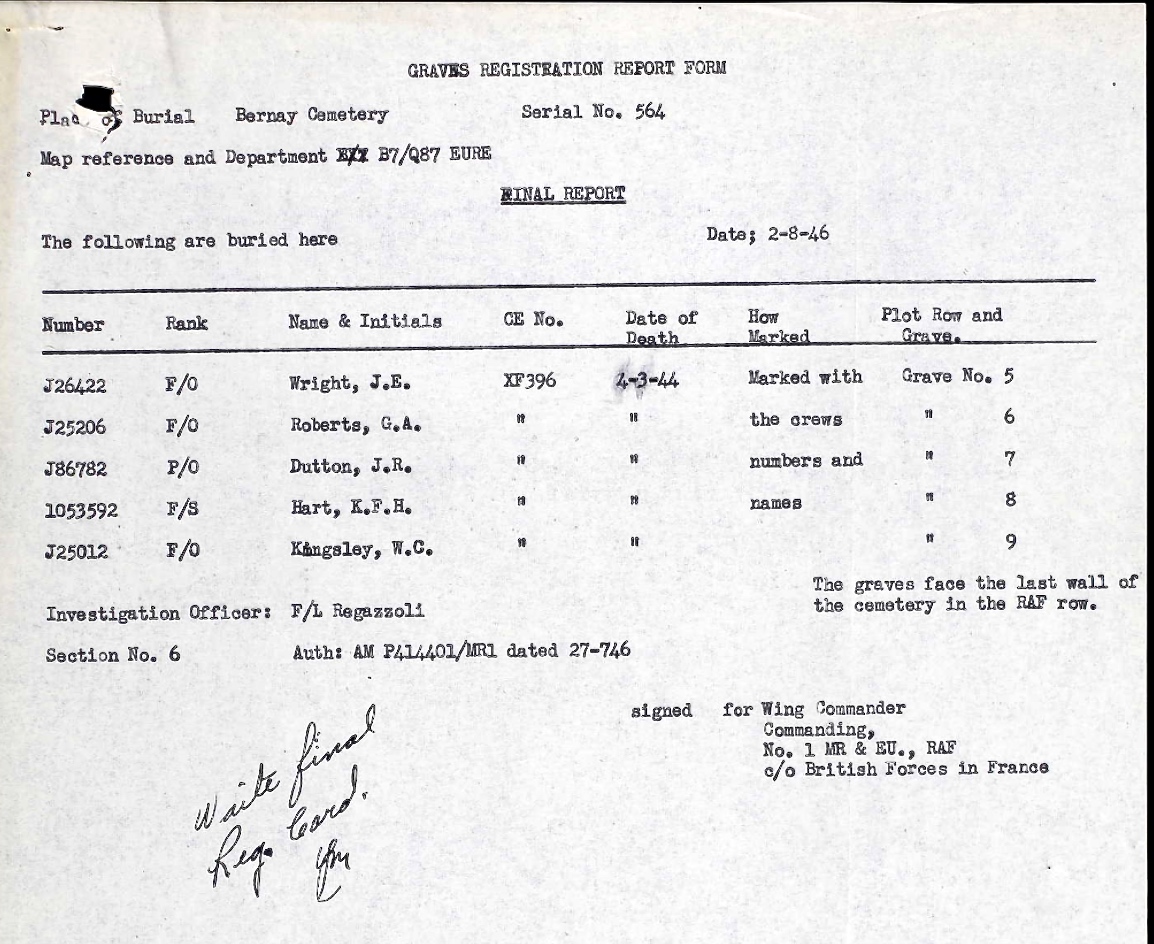 GRAVES REGISTRATION REPORT FORM
Place of Burial Bernay Cemetery Serial No. 564
Map reference and Department B7/Q87 EURE
FINAL REPORT
The following are buried here Date; 2-8-46
Number Rank Name & Initials CE No. Date of Death How Marked Plot Row and Grave.
J26422 F/O Wright, J.E. XF396 4-3-44 Marked with Grave No. 5
J25206 F/O Roberts, G.A. " " the crews " 6
J86782 P/O Dutton, J.R. " " numbers and " 7
1053592 F/S Hart, K.F.H. " " names " 8
J25012 F/O Kingsley, W.C. " " " 9
The graves face the last wall of
the cemetery in the RAF row.
Investigation Officer: F/L Regazzoli
Section No. 6 Auth: AM P414401/MR1 dated 27-746
signed for Wing Commander
Commanding,
No. 1 MR & EU., RAF
c/o British Forces in France
Waite final
Reg. Card.